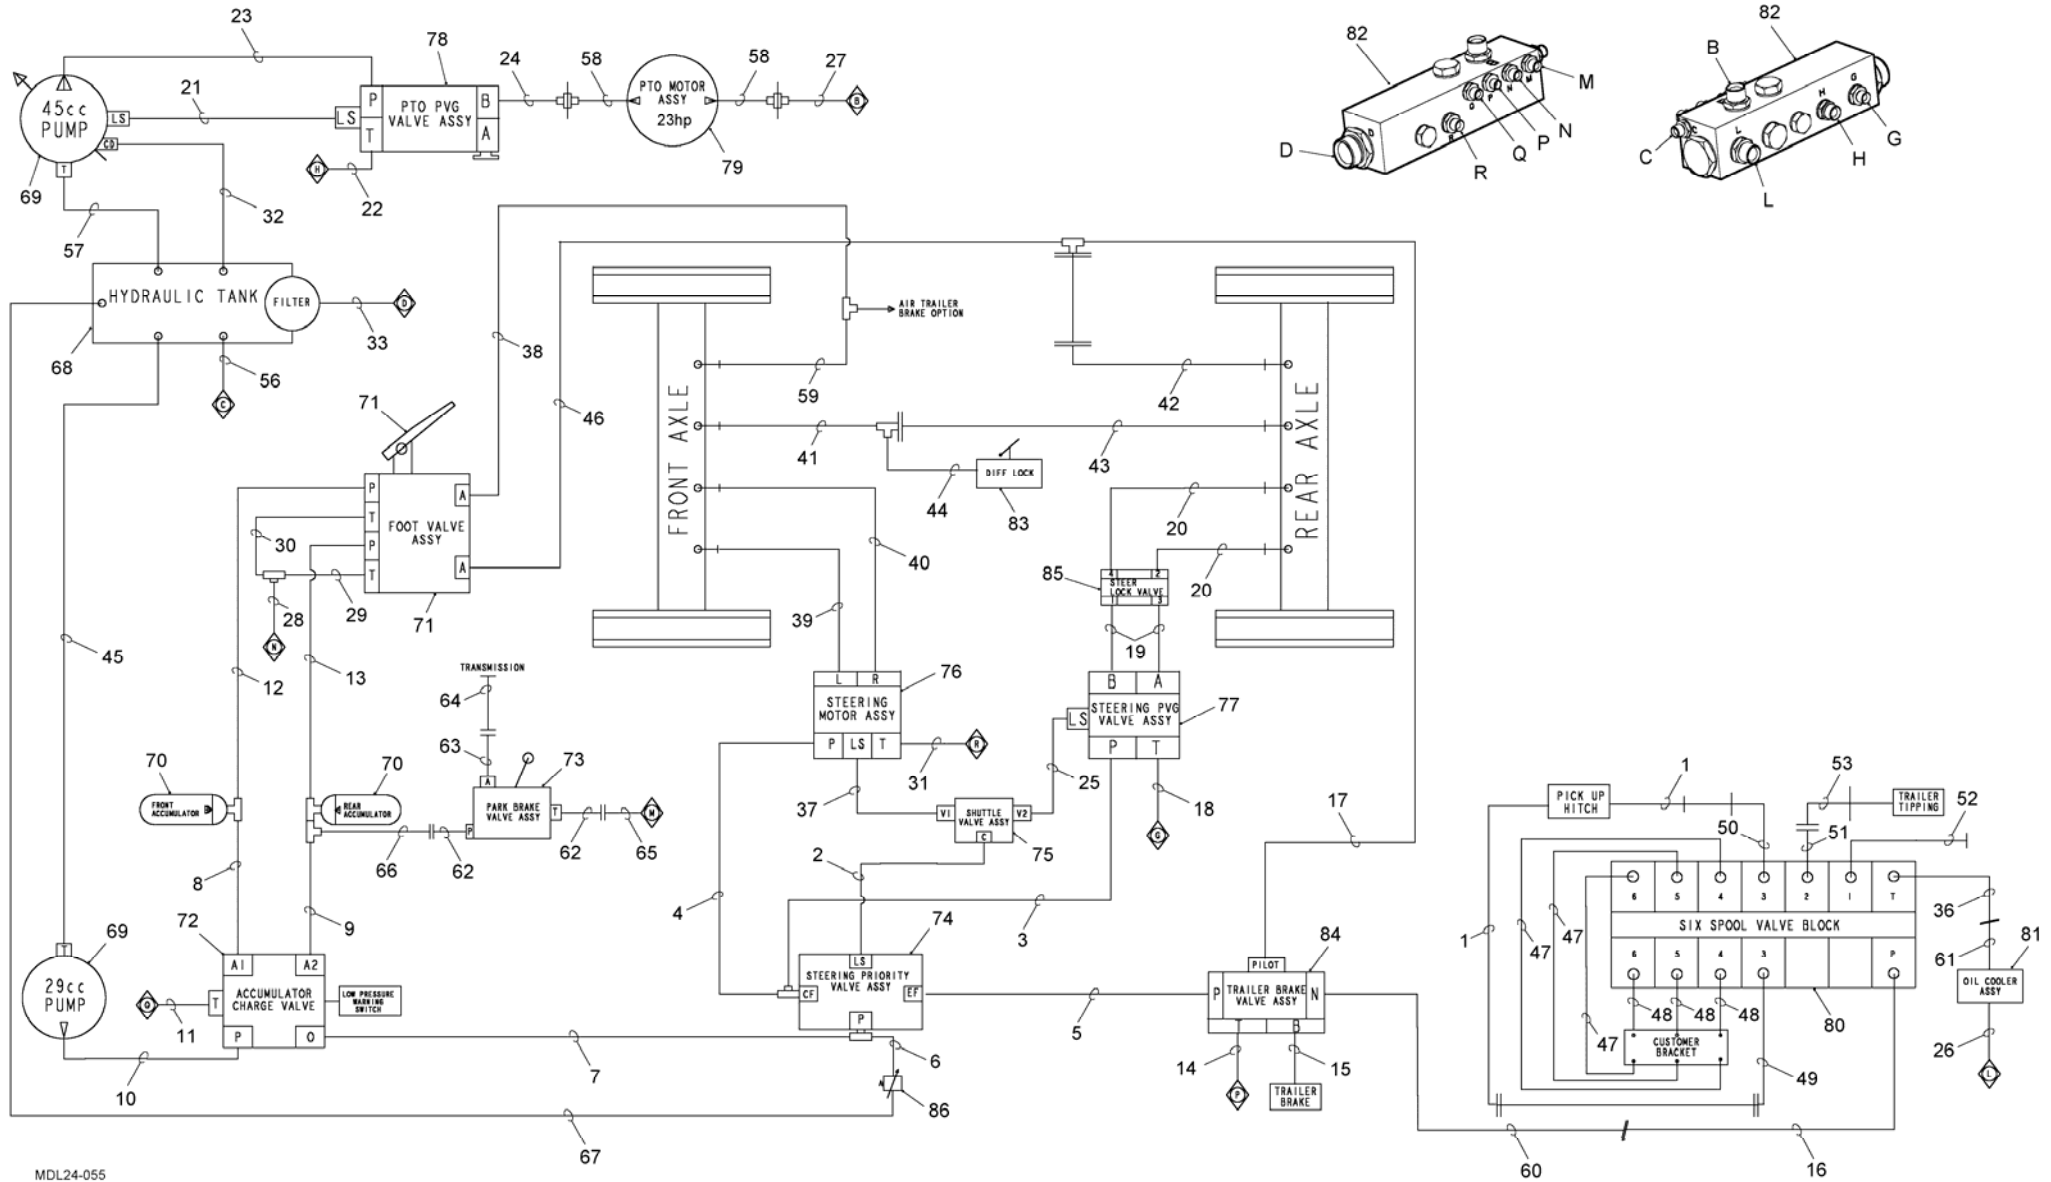 23
78
24
58
58
27
45cc
PUMP
LS
CD
T
21
69
57
32
LS
P
T
PTO PVG
VALVE ASSY
B
A
H
22
PTO MOTOR
ASSY
23hp
79
B
82
D
R
Q
P
N
M
D
R
Q
P
N
M
82
B
C
L
H
G
C
L
H
G
HYDRAULIC TANK
FILTER
68
33
D
56
C
38
46
AIR TRAILER
BRAKE OPTION
59
42
FRONT AXLE
REAR AXLE
41
43
44
DIFF LOCK
83
20
20
40
39
71
P
T
P
T
FOOT VALVE
ASSY
A
A
71
30
29
28
N
45
12
13
TRANSMISSION
64
63
73
A
PARK BRAKE
VALVE ASSY
P
T
62
65
M
66
62
70
FRONT
ACCUMULATOR
70
REAR
ACCUMULATOR
8
9
72
69
T
29cc
PUMP
A1
A2
ACCUMULATOR
CHARGE VALVE
T
P
O
LOW PRESSURE
WARNING
SWITCH
Q
11
10
7
85
4
2
STEER
LOCK VALVE
1
3
19
L
R
STEERING
MOTOR ASSY
P
LS
T
76
31
R
B
A
STEERING PVG
VALVE ASSY
LS
P
T
77
25
18
G
37
V1
SHUTTLE
VALVE ASSY
V2
C
75
2
4
3
74
LS
STEERING PRIORITY
VALVE ASSY
CF
EF
P
6
A
86
67
5
17
84
PILOT
P
TRAILER BRAKE
VALVE ASSY
N
T
B
14
15
P
TRAILER
BRAKE
60
16
PICK UP
HITCH
1
53
TRAILER
TIPPING
52
50
51
6
5
4
3
2
1
T
SIX SPOOL VALVE BLOCK
6
5
4
3
P
36
61
81
OIL COOLER
ASSY
26
L
1
47
47
48
48
48
80
47
CUSTOMER
BRACKET
49
MDL24-055